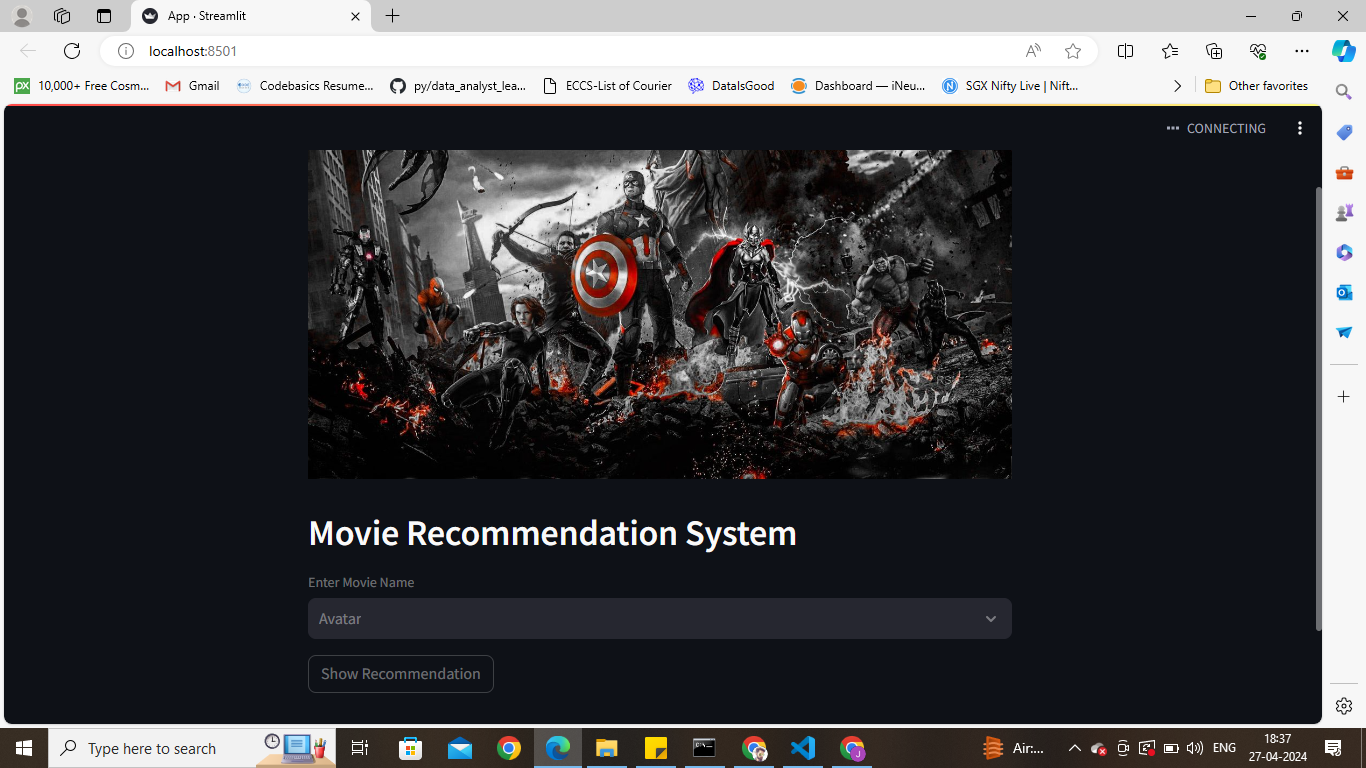 App · Streamlit
localhost:8501
10,000+ Free Cosm...
Gmail
Codebasics Resume...
py/data_analyst_lea...
ECCS-List of Courier
DataIsGood
Dashboard — iNeu...
SGX Nifty Live | Nift...
Other favorites
CONNECTING
Movie Recommendation System
Enter Movie Name
Avatar
Show Recommendation
Type here to search
Air:...
ENG
18:37
27-04-2024